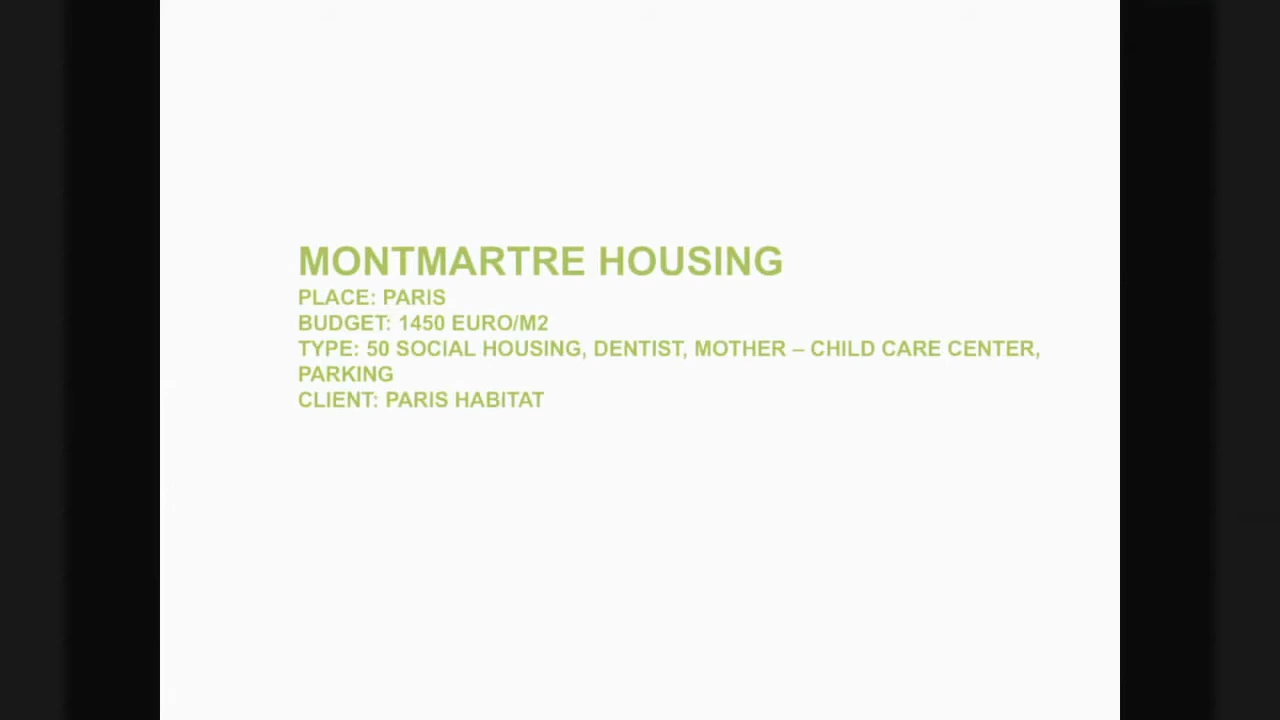 MONTMARTRE HOUSING
PLACE: PARIS
BUDGET: 1450 EURO/M2
TYPE: 50 SOCIAL HOUSING, DENTIST, MOTHER – CHILD CARE CENTER,
PARKING
CLIENT: PARIS HABITAT